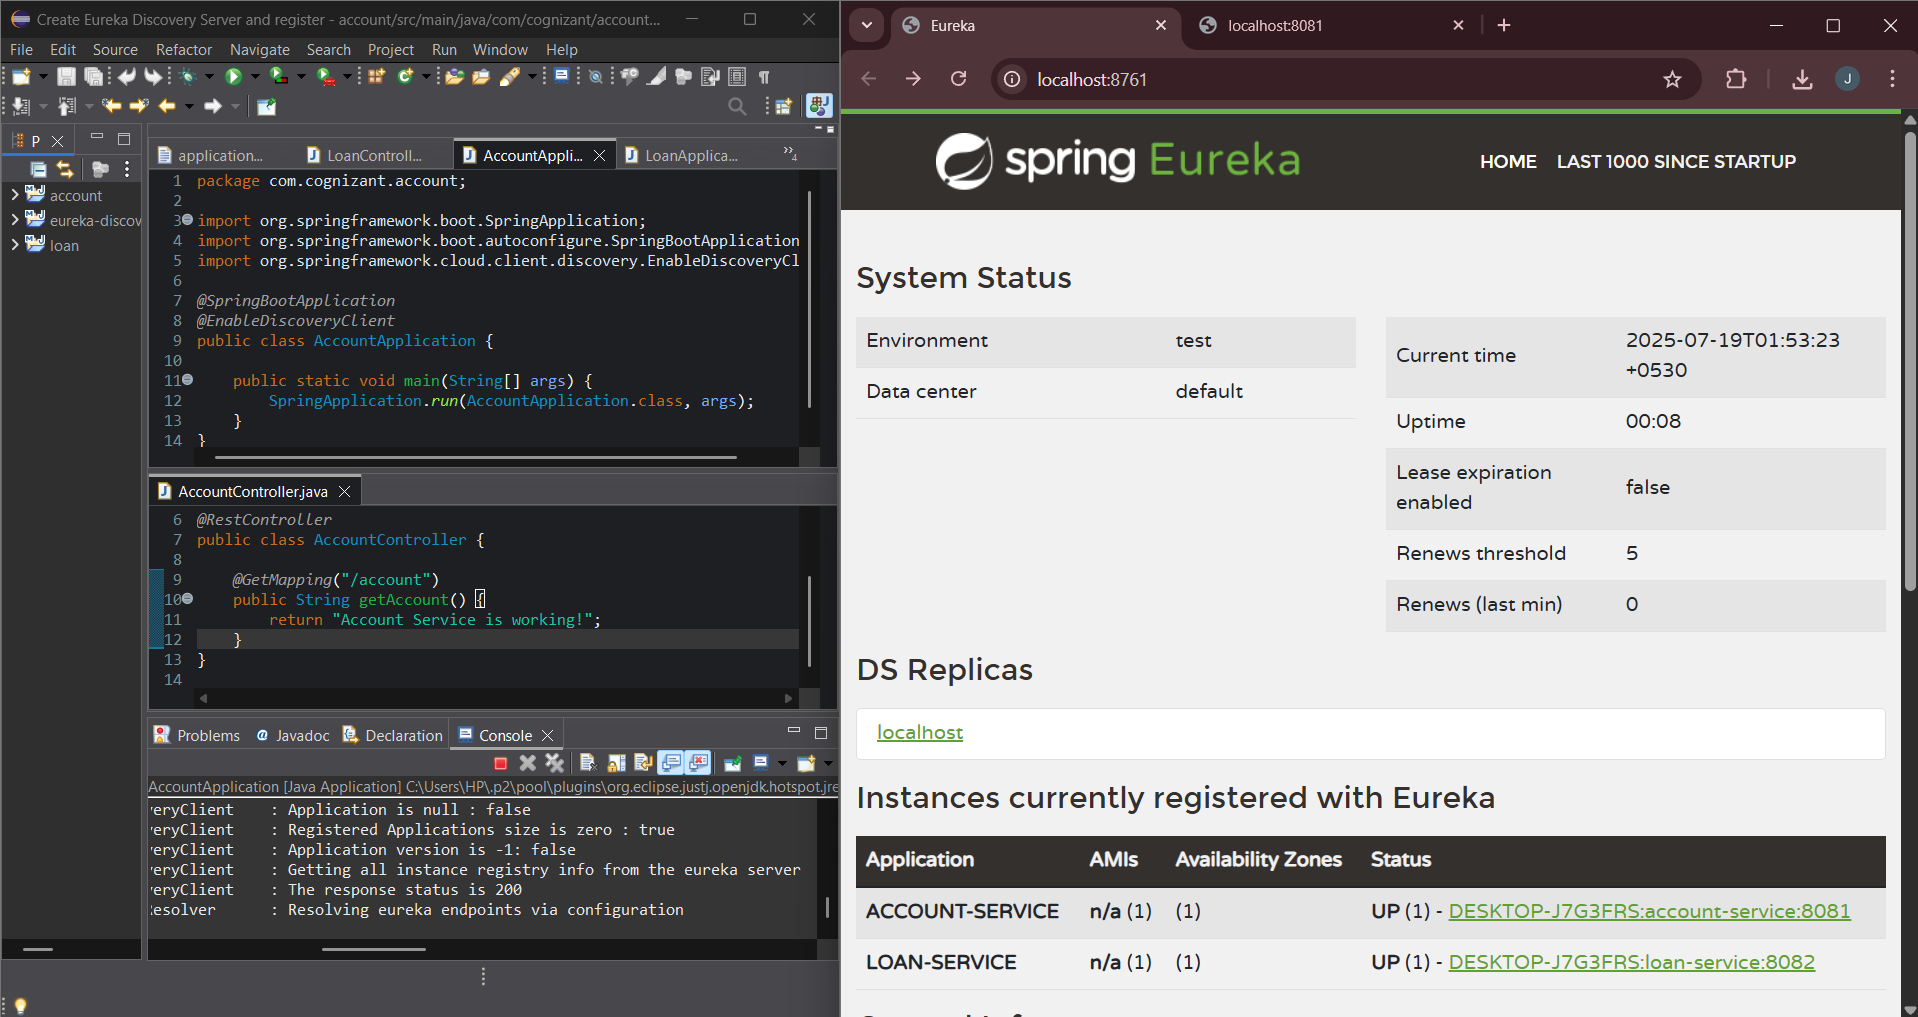 Create Eureka Discovery Server and register - account/src/main/java/com/cognizant/account...
File Edit Source Refactor Navigate Search Project Run Window Help
P
account
eureka-discov
loan
application...
LoanControll...
AccountAppli...
LoanApplica...
»4
1 package com.cognizant.account;
2
3 import org.springframework.boot.SpringApplication;
4 import org.springframework.boot.autoconfigure.SpringBootApplication
5 import org.springframework.cloud.client.discovery.EnableDiscoveryCl
6
7 @SpringBootApplication
8 @EnableDiscoveryClient
9 public class AccountApplication {
10
11 public static void main(String[] args) {
12 SpringApplication.run(AccountApplication.class, args);
13 }
14 }
AccountController.java
6 @RestController
7 public class AccountController {
8
9 @GetMapping("/account")
10 public String getAccount() {
11 return "Account Service is working!";
12 }
13 }
14
Problems @ Javadoc Declaration Console
AccountApplication [Java Application] C:\Users\HP\.p2\pool\plugins\org.eclipse.justj.openjdk.hotspot.jre
veryClient : Application is null : false
veryClient : Registered Applications size is zero : true
veryClient : Application version is -1: false
veryClient : Getting all instance registry info from the eureka server
veryClient : The response status is 200
Resolver : Resolving eureka endpoints via configuration
Eureka
localhost:8081
localhost:8761
J
spring Eureka
HOME LAST 1000 SINCE STARTUP
System Status
Environment test
Data center default
Current time 2025-07-19T01:53:23 +0530
Uptime 00:08
Lease expiration enabled false
Renews threshold 5
Renews (last min) 0
DS Replicas
localhost
Instances currently registered with Eureka
Application AMIs Availability Zones Status
ACCOUNT-SERVICE n/a (1) (1) UP (1) - DESKTOP-J7G3FRS:account-service:8081
LOAN-SERVICE n/a (1) (1) UP (1) - DESKTOP-J7G3FRS:loan-service:8082